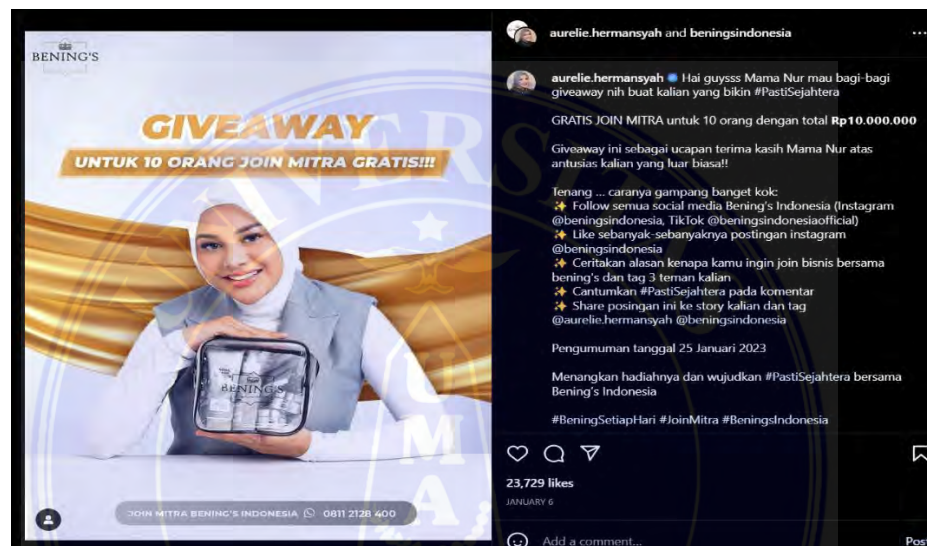 BENING'S
GIVEAWAY
UNTUK 10 ORANG JOIN MITRA GRATIS!!!
BENING'S
JOIN MITRA BENING'S INDONESIA 0811 2128 400
aurelie.hermansyah and beningsindonesia
aurelie.hermansyah Hai guysss Mama Nur mau bagi-bagi
giveaway nih buat kalian yang bikin #PastiSejahtera
GRATIS JOIN MITRA untuk 10 orang dengan total Rp10.000.000
Giveaway ini sebagai ucapan terima kasih Mama Nur atas
antusias kalian yang luar biasa!!
Tenang ... caranya gampang banget kok:
✨ Follow semua social media Bening's Indonesia (Instagram
@beningsindonesia, TikTok @beningsindonesiaofficial)
✨ Like sebanyak-sebanyaknya postingan instagram
@beningsindonesia
✨ Ceritakan alasan kenapa kamu ingin join bisnis bersama
bening's dan tag 3 teman kalian
✨ Cantumkan #PastiSejahtera pada komentar
✨ Share posingan ini ke story kalian dan tag
@aurelie.hermansyah @beningsindonesia
Pengumuman tanggal 25 Januari 2023
Menangkan hadiahnya dan wujudkan #PastiSejahtera bersama
Bening's Indonesia
#BeningSetiapHari #JoinMitra #BeningsIndonesia
23,729 likes
JANUARY 6
Add a comment...
Post